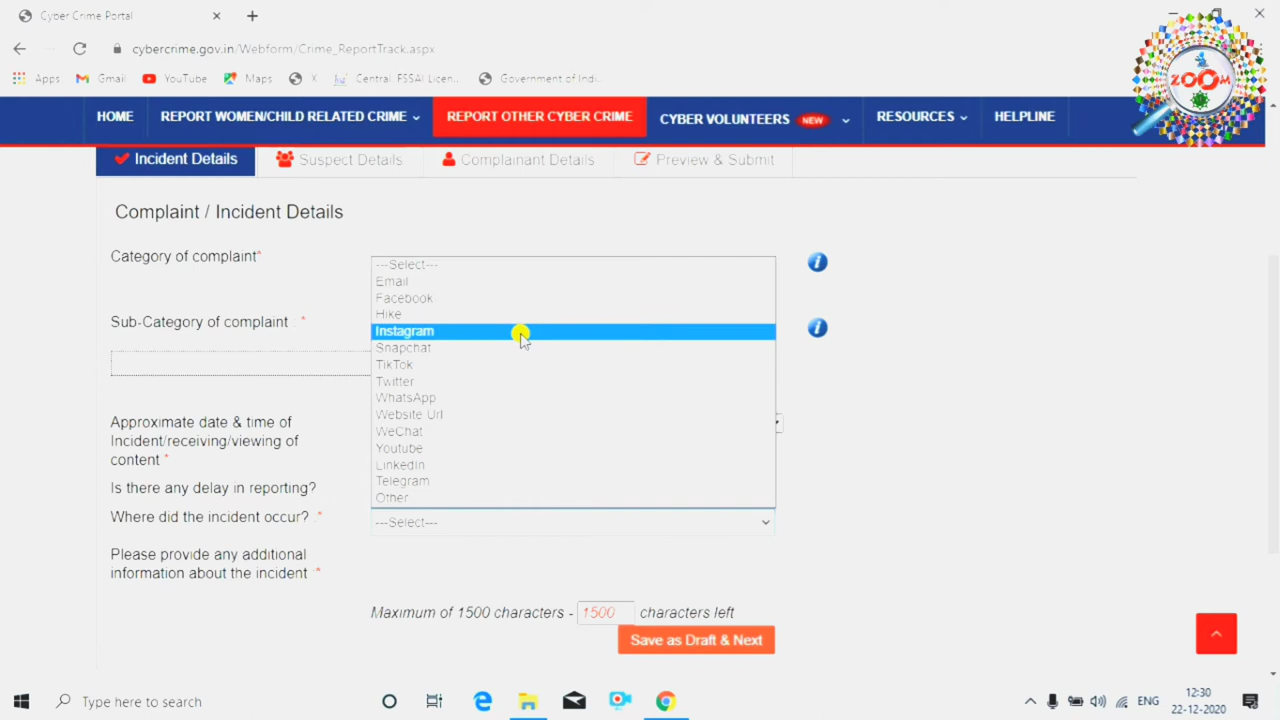 Cyber Crime Portal
cybercrime.gov.in/Webform/Crime_ReportTrack.aspx
Apps Gmail YouTube Maps X Central FSSAI Licen... Government of Indi...
ZOOM
HOME REPORT WOMEN/CHILD RELATED CRIME REPORT OTHER CYBER CRIME CYBER VOLUNTEERS NEW RESOURCES HELPLINE
Incident Details Suspect Details Complainant Details Preview & Submit
Complaint / Incident Details
Category of complaint*
---Select---
Email
Facebook
Hike
Sub-Category of complaint : *
Instagram
Snapchat
TikTok
Twitter
WhatsApp
Website Url
WeChat
Youtube
LinkedIn
Telegram
Other
Approximate date & time of
Incident/receiving/viewing of
content *
Is there any delay in reporting?
Where did the incident occur? :*
---Select---
Please provide any additional
information about the incident :*
Maximum of 1500 characters - 1500 characters left
Save as Draft & Next
Type here to search
ENG
12:30
22-12-2020